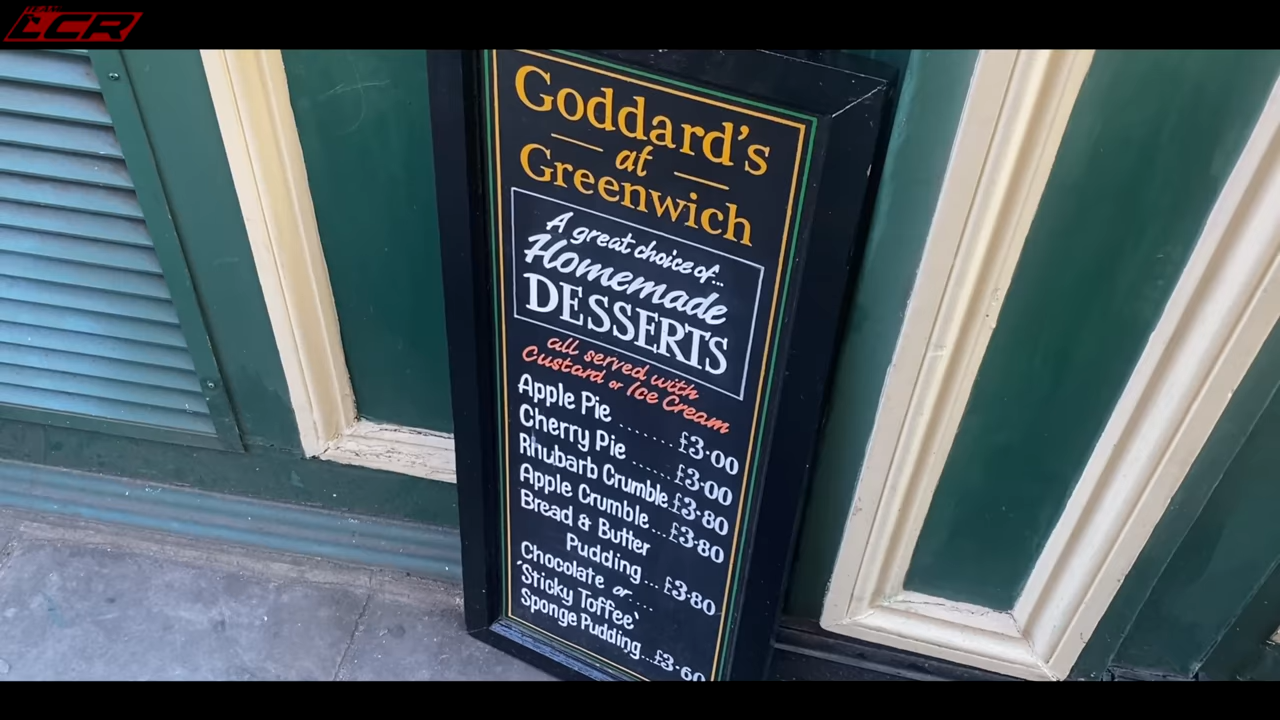 LCR
Goddard's
at
Greenwich
A great choice of...
Homemade
DESSERTS
all served with
Custard or Ice Cream
Apple Pie ....... £3·00
Cherry Pie ...... £3·00
Rhubarb Crumble.£3·80
Apple Crumble...£3·80
Bread & Butter
Pudding... £3·80
Chocolate or....
'Sticky Toffee'
Sponge Pudding...£3·60